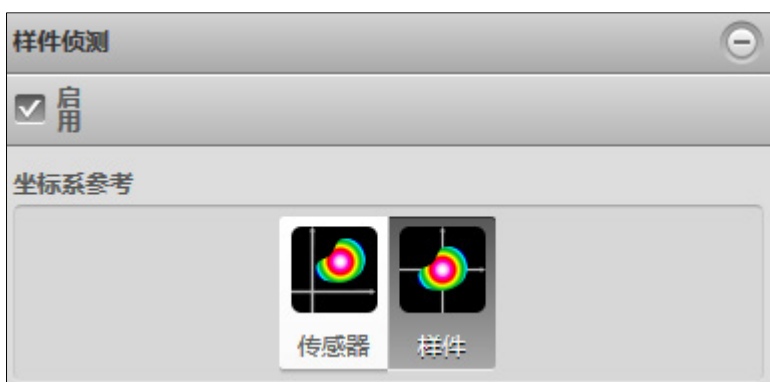 样件侦测
启
用
坐标系参考
传感器 样件